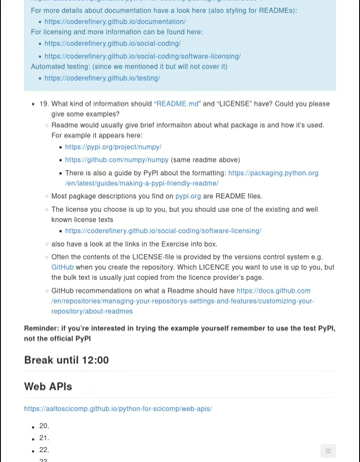 For more details about documentation have a look here (also styling for READMEs):
https://coderefinery.github.io/documentation/
For licensing and more information can be found here:
https://coderefinery.github.io/social-coding/
https://coderefinery.github.io/social-coding/software-licensing/
Automated testing: (since we mentioned it but will not cover it)
https://coderefinery.github.io/testing/
19. What kind of information should "README.md" and "LICENSE" have? Could you please
give some examples?
Readme would usually give brief informaiton about what package is and how it's used.
For example it appears here:
https://pypi.org/project/numpy/
https://github.com/numpy/numpy (same readme above)
There is also a guide by PyPI about the formatting: https://packaging.python.org
/en/latest/guides/making-a-pypi-friendly-readme/
Most pagkage descriptions you find on pypi.org are README files.
The license you choose is up to you, but you should use one of the existing and well
known license texts
https://coderefinery.github.io/social-coding/software-licensing/
also have a look at the links in the Exercise info box.
Often the contents of the LICENSE-file is provided by the versions control system e.g.
GitHub when you create the repository. Which LICENCE you want to use is up to you, but
the bulk text is usually just copied from the licence provider's page.
GitHub recommendations on what a Readme should have https://docs.github.com
/en/repositories/managing-your-repositorys-settings-and-features/customizing-your-
repository/about-readmes
Reminder: if you're interested in trying the example yourself remember to use the test PyPI,
not the official PyPI
Break until 12:00
Web APIs
https://aaltoscicomp.github.io/python-for-scicomp/web-apis/
20.
21.
22.
23.